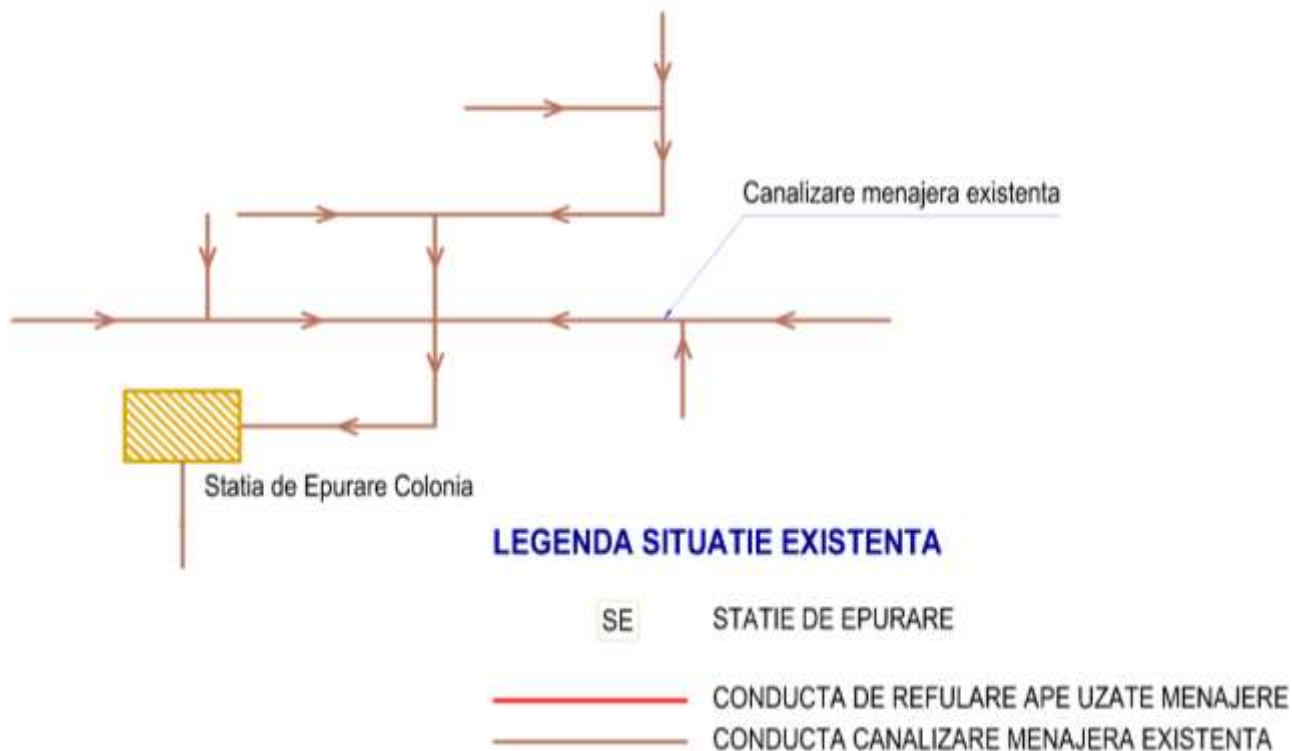 Canalizare menajera existenta
Statia de Epurare Colonia
LEGENDA SITUATIE EXISTENTA
SE STATIE DE EPURARE
CONDUCTA DE REFULARE APE UZATE MENAJERE
CONDUCTA CANALIZARE MENAJERA EXISTENTA